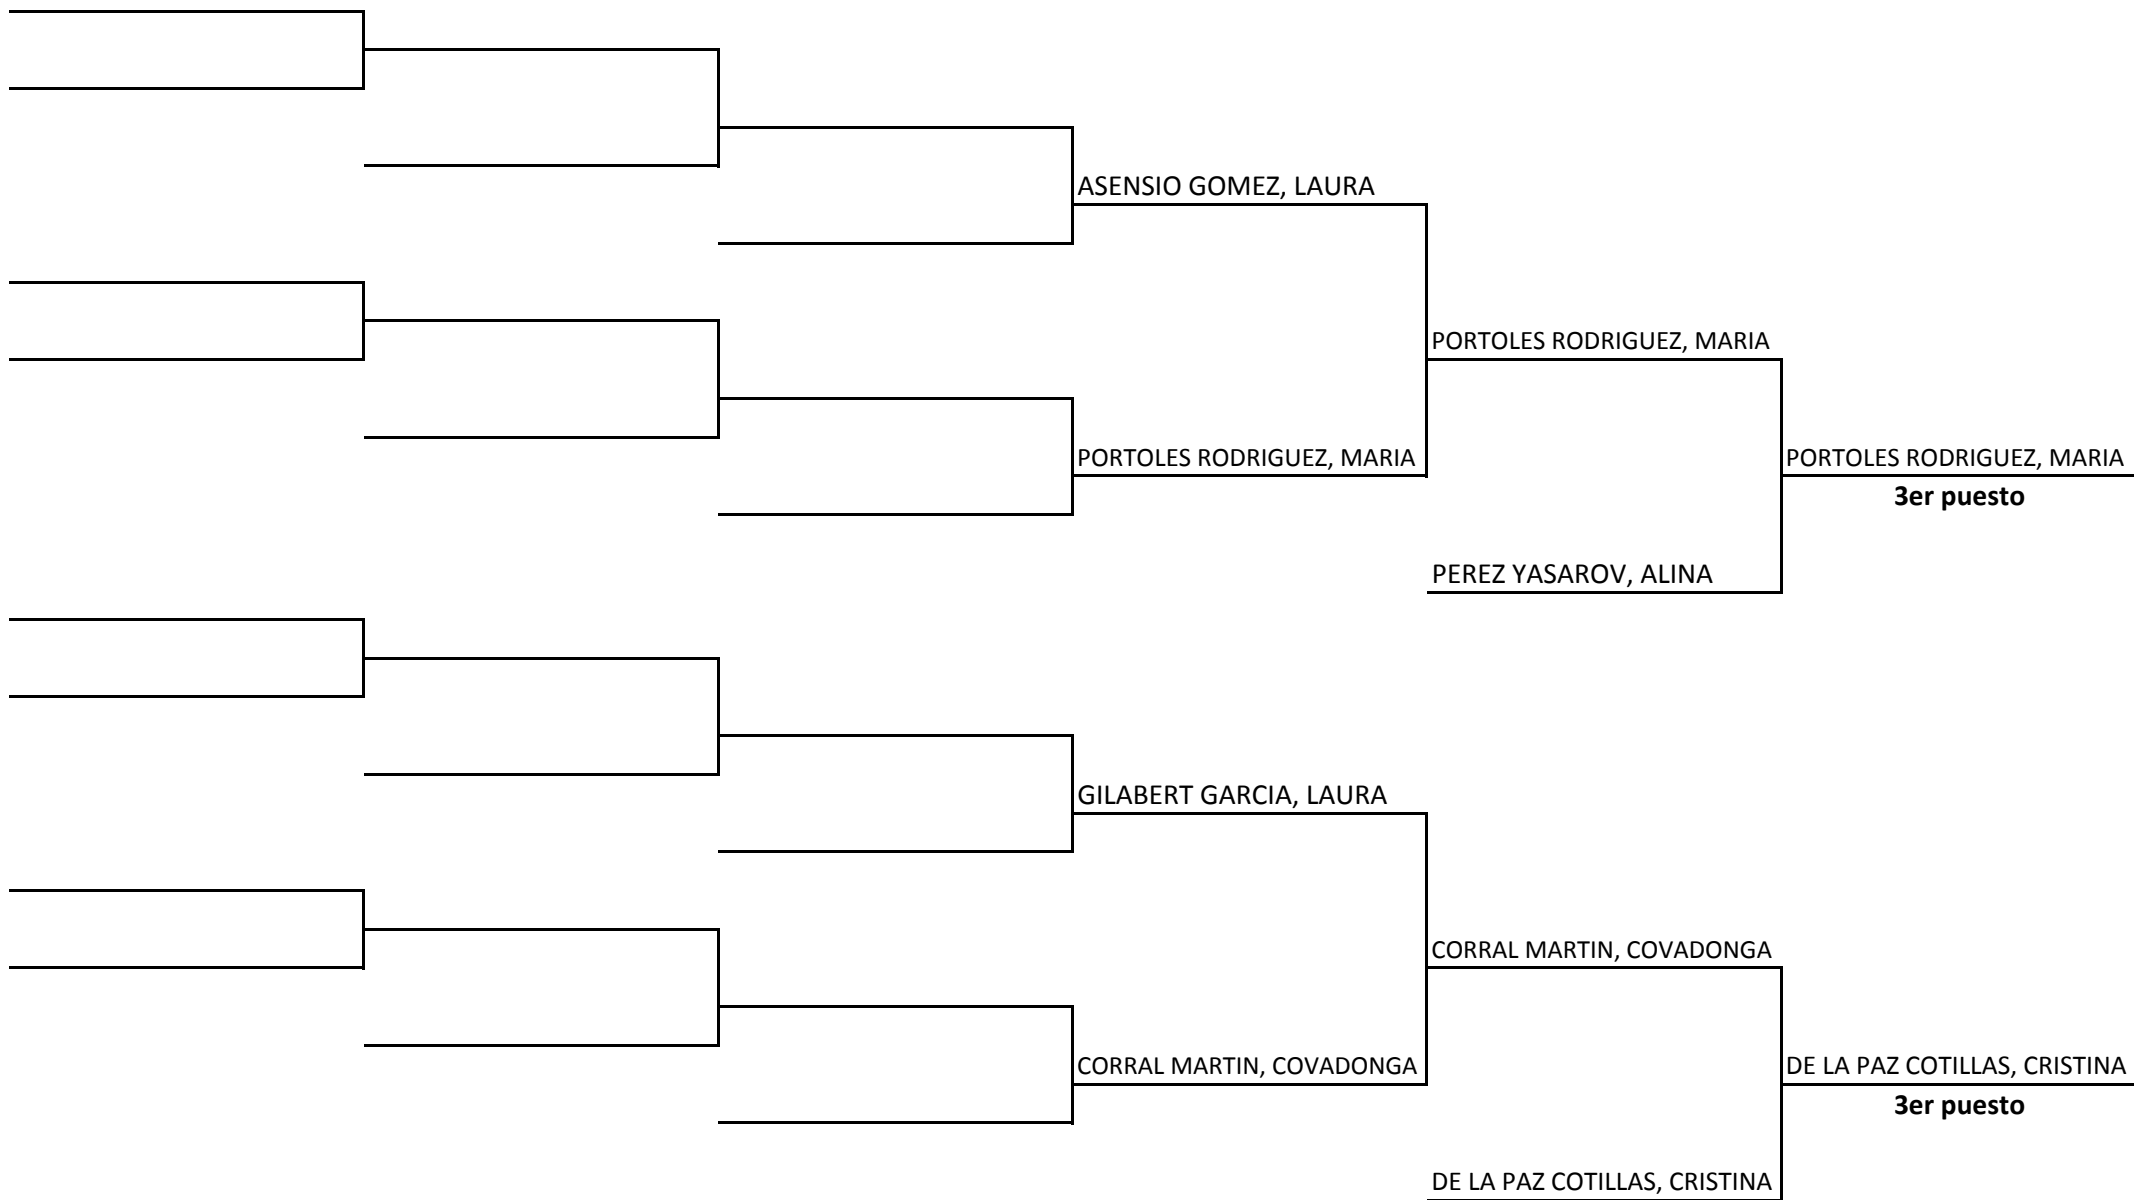 ASENSIO GOMEZ, LAURA
PORTOLES RODRIGUEZ, MARIA
PORTOLES RODRIGUEZ, MARIA
PORTOLES RODRIGUEZ, MARIA
3er puesto
PEREZ YASAROV, ALINA
GILABERT GARCIA, LAURA
CORRAL MARTIN, COVADONGA
CORRAL MARTIN, COVADONGA
DE LA PAZ COTILLAS, CRISTINA
3er puesto
DE LA PAZ COTILLAS, CRISTINA